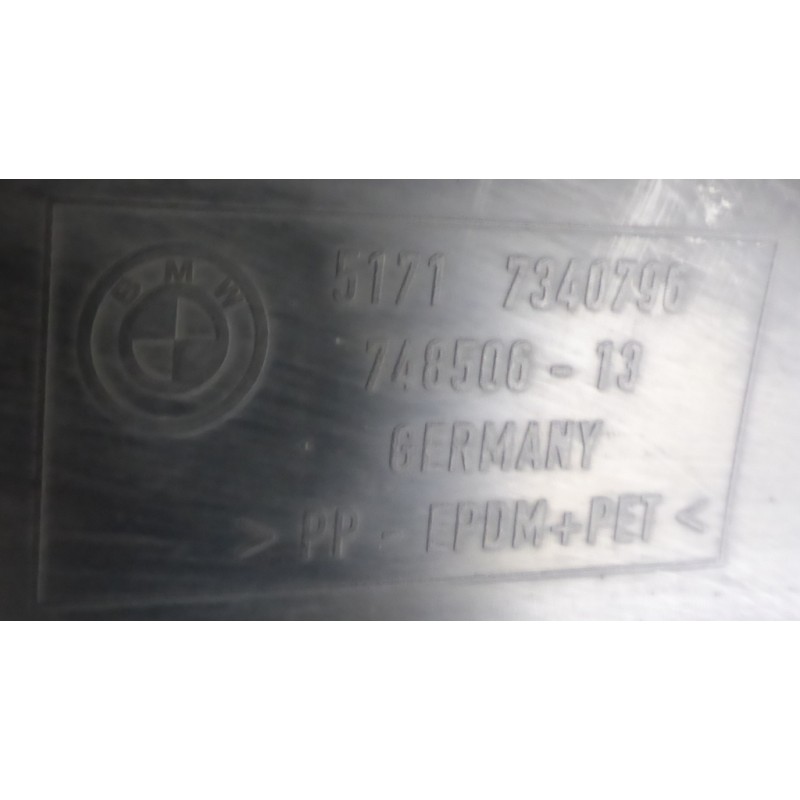 BMW
5171 7340796
748506-13
GERMANY
> PP - EPDM+PET <